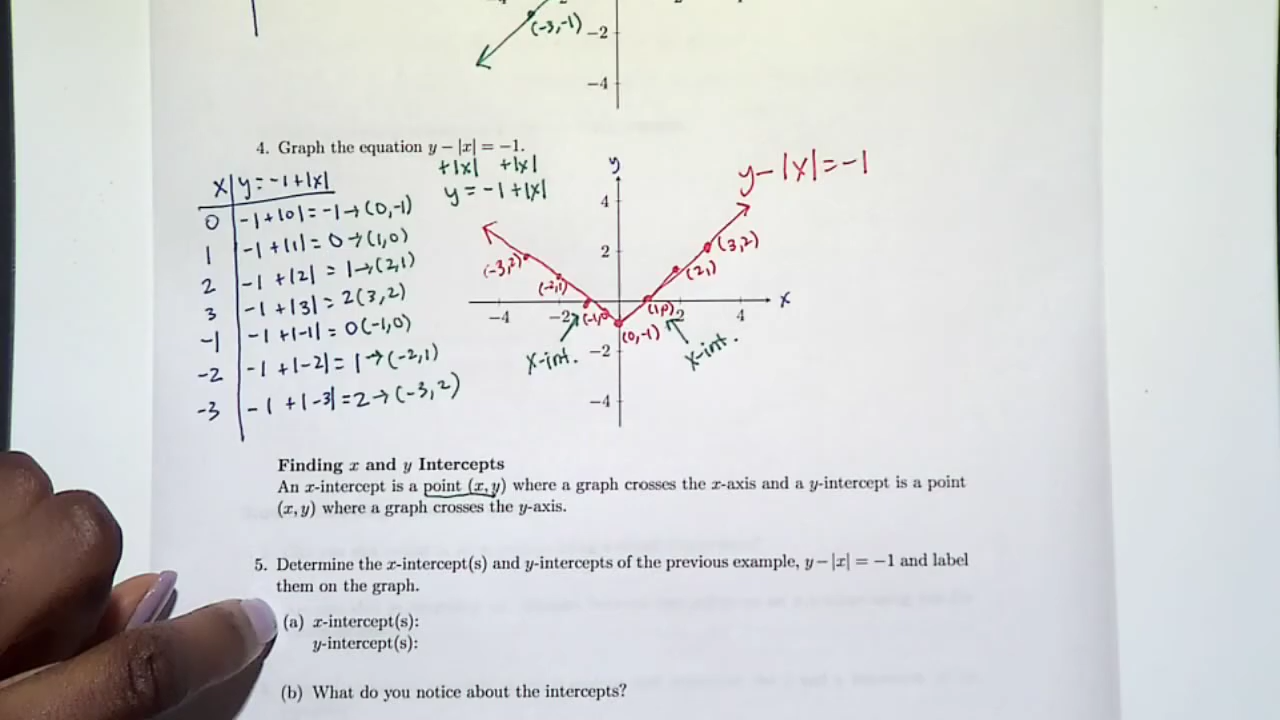 -4
(-3,-1)
-2
-4
4. Graph the equation y − |x| = −1.
+|x| +|x|
y = -1 + |x|
x | y = -1 + |x|
0 | -1 + |0| = -1 → (0,-1)
1 | -1 + |1| = 0 → (1,0)
2 | -1 + |2| = 1 → (2,1)
3 | -1 + |3| = 2 (3,2)
-1 | -1 + |-1| = 0 (-1,0)
-2 | -1 + |-2| = 1 → (-2,1)
-3 | -1 + |-3| = 2 → (-3,2)
y
y - |x| = -1
4
2
(-3,2)
(3,2)
(-2,1)
(2,1)
x
-4 -2 2 4
(-1,0)
(1,0)
(0,-1)
x-int.
x-int.
-2
-4
Finding x and y Intercepts
An x-intercept is a point (x, y) where a graph crosses the x-axis and a y-intercept is a point
(x, y) where a graph crosses the y-axis.
5. Determine the x-intercept(s) and y-intercepts of the previous example, y − |x| = −1 and label
them on the graph.
(a) x-intercept(s):
y-intercept(s):
(b) What do you notice about the intercepts?